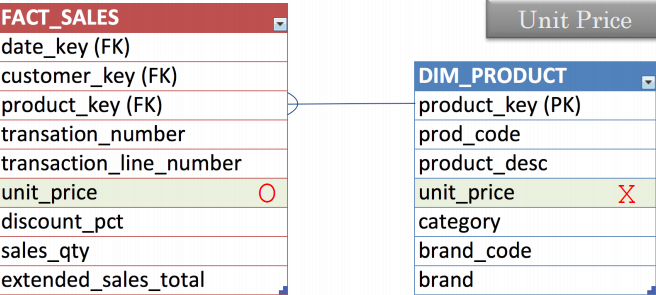 Unit Price
FACT_SALES
date_key (FK)
customer_key (FK)
product_key (FK)
transation_number
transaction_line_number
unit_price O
discount_pct
sales_qty
extended_sales_total
DIM_PRODUCT
product_key (PK)
prod_code
product_desc
unit_price X
category
brand_code
brand